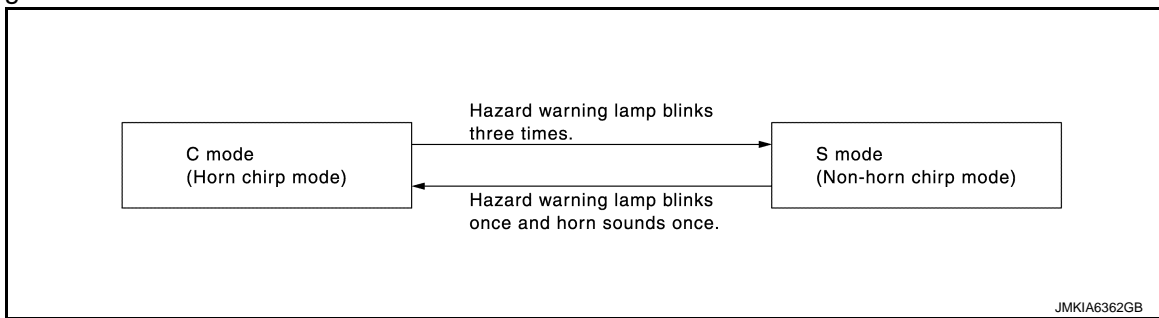 Hazard warning lamp blinks
three times.
C mode
(Horn chirp mode)
S mode
(Non-horn chirp mode)
Hazard warning lamp blinks
once and horn sounds once.
JMKIA6362GB